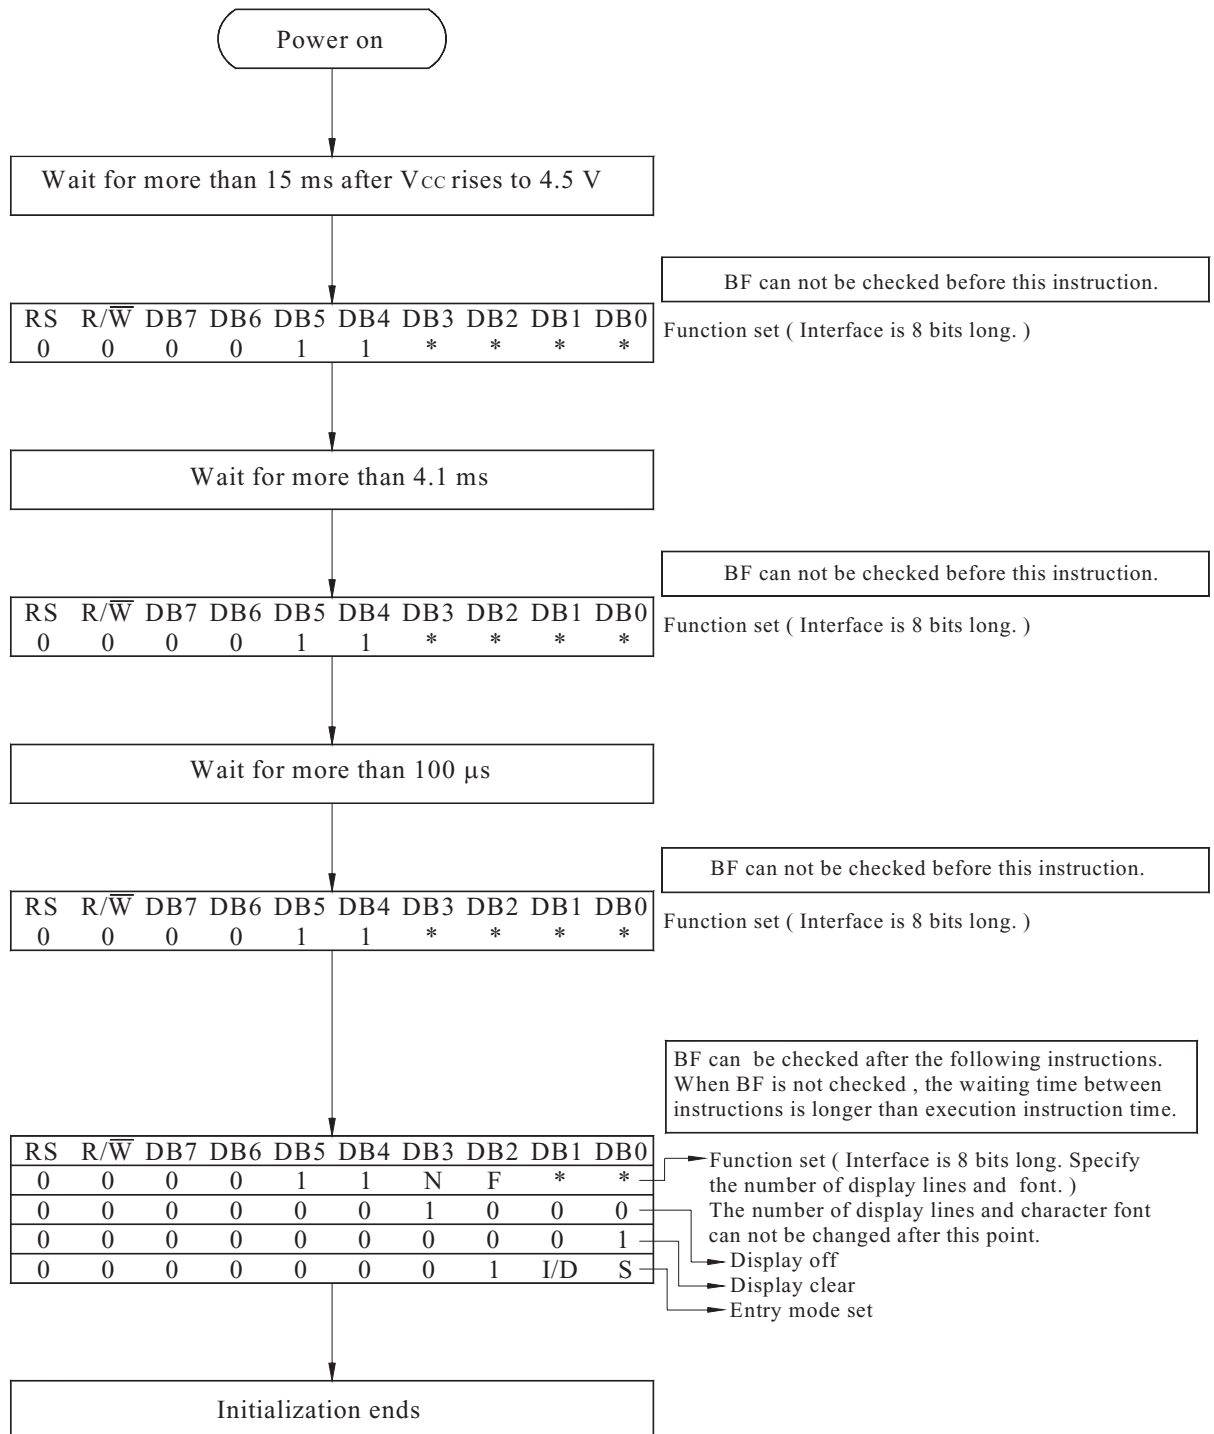 Power on
Wait for more than 15 ms after VCC rises to 4.5 V
BF can not be checked before this instruction.
RS R/W̅ DB7 DB6 DB5 DB4 DB3 DB2 DB1 DB0
0 0 0 0 1 1 * * * *
Function set ( Interface is 8 bits long. )
Wait for more than 4.1 ms
BF can not be checked before this instruction.
RS R/W̅ DB7 DB6 DB5 DB4 DB3 DB2 DB1 DB0
0 0 0 0 1 1 * * * *
Function set ( Interface is 8 bits long. )
Wait for more than 100 μs
BF can not be checked before this instruction.
RS R/W̅ DB7 DB6 DB5 DB4 DB3 DB2 DB1 DB0
0 0 0 0 1 1 * * * *
Function set ( Interface is 8 bits long. )
BF can be checked after the following instructions.
When BF is not checked , the waiting time between
instructions is longer than execution instruction time.
RS R/W̅ DB7 DB6 DB5 DB4 DB3 DB2 DB1 DB0
0 0 0 0 1 1 N F * *
0 0 0 0 0 0 1 0 0 0
0 0 0 0 0 0 0 0 0 1
0 0 0 0 0 0 0 1 I/D S
Function set ( Interface is 8 bits long. Specify
the number of display lines and font. )
The number of display lines and character font
can not be changed after this point.
Display off
Display clear
Entry mode set
Initialization ends